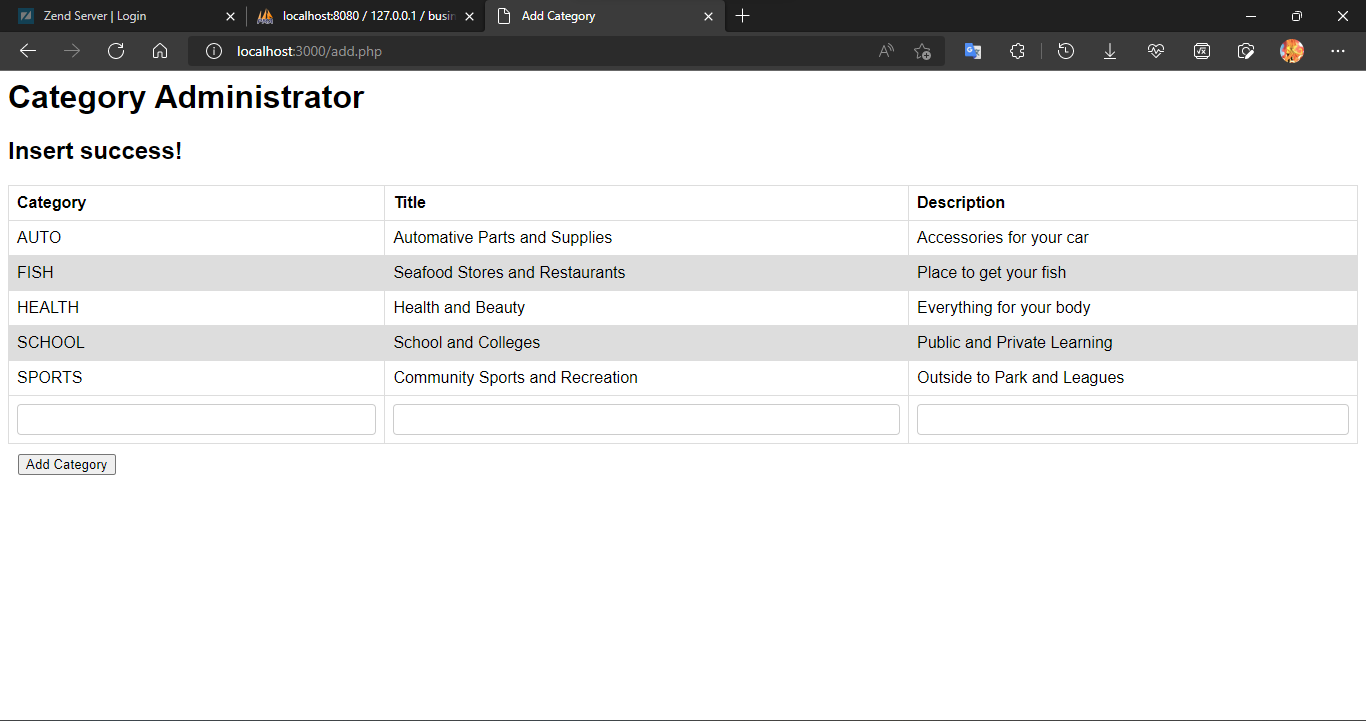 Zend Server | Login
localhost:8080 / 127.0.0.1 / busin
Add Category
localhost:3000/add.php
Category Administrator
Insert success!
Category Title Description
AUTO Automative Parts and Supplies Accessories for your car
FISH Seafood Stores and Restaurants Place to get your fish
HEALTH Health and Beauty Everything for your body
SCHOOL School and Colleges Public and Private Learning
SPORTS Community Sports and Recreation Outside to Park and Leagues
Add Category